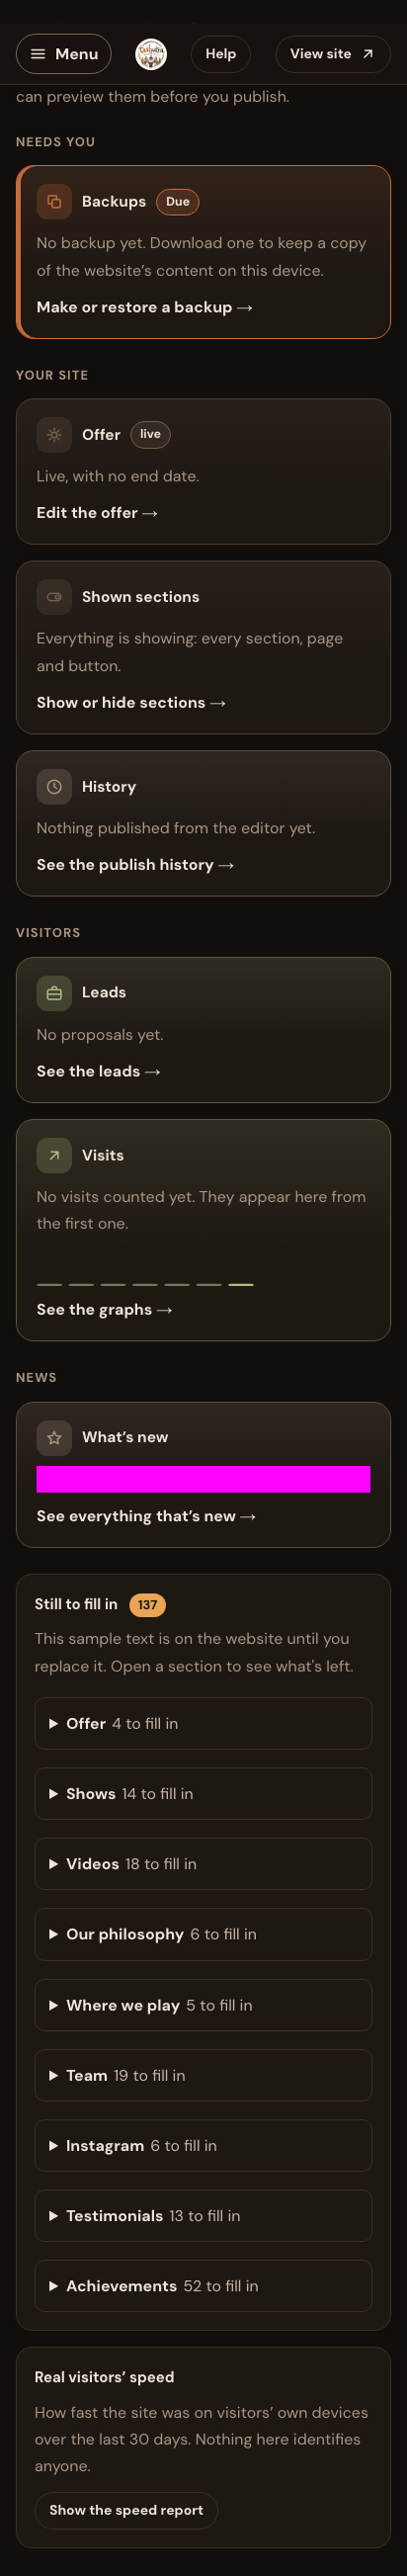 Menu
Help
View site
can preview them before you publish.
NEEDS YOU
Backups Due
No backup yet. Download one to keep a copy
of the website’s content on this device.
Make or restore a backup →
YOUR SITE
Offer live
Live, with no end date.
Edit the offer →
Shown sections
Everything is showing: every section, page
and button.
Show or hide sections →
History
Nothing published from the editor yet.
See the publish history →
VISITORS
Leads
No proposals yet.
See the leads →
Visits
No visits counted yet. They appear here from
the first one.
See the graphs →
NEWS
What’s new
See everything that’s new →
Still to fill in 137
This sample text is on the website until you
replace it. Open a section to see what's left.
Offer 4 to fill in
Shows 14 to fill in
Videos 18 to fill in
Our philosophy 6 to fill in
Where we play 5 to fill in
Team 19 to fill in
Instagram 6 to fill in
Testimonials 13 to fill in
Achievements 52 to fill in
Real visitors’ speed
How fast the site was on visitors’ own devices
over the last 30 days. Nothing here identifies
anyone.
Show the speed report